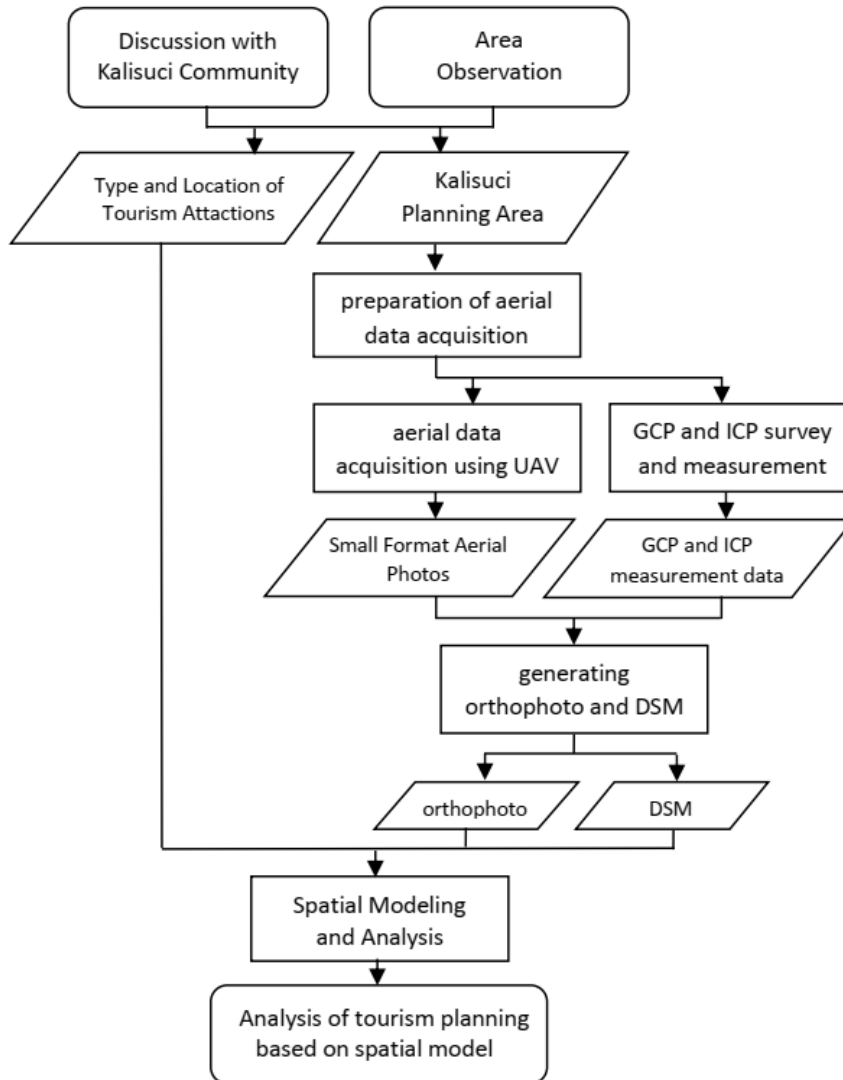 Discussion with
Kalisuci Community
Area
Observation
Type and Location of
Tourism Attactions
Kalisuci
Planning Area
preparation of aerial
data acquisition
aerial data
acquisition using UAV
GCP and ICP survey
and measurement
Small Format Aerial
Photos
GCP and ICP
measurement data
generating
orthophoto and DSM
orthophoto
DSM
Spatial Modeling
and Analysis
Analysis of tourism planning
based on spatial model